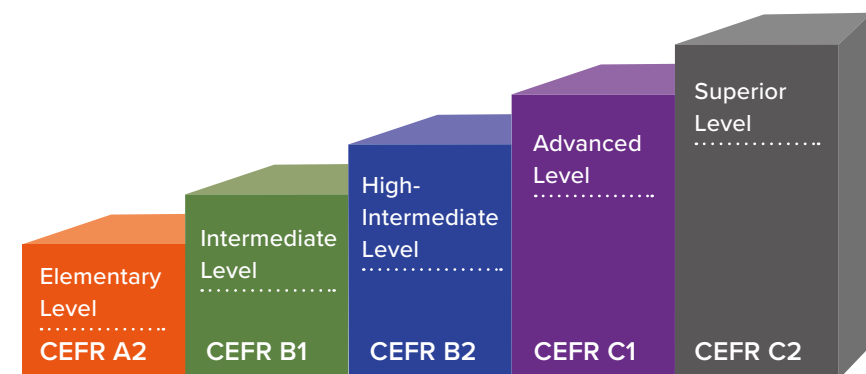 Elementary
Level
CEFR A2
Intermediate
Level
CEFR B1
High-
Intermediate
Level
CEFR B2
Advanced
Level
CEFR C1
Superior
Level
CEFR C2